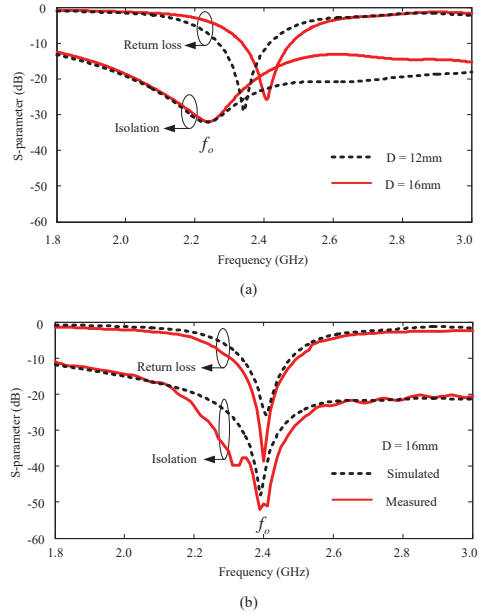 0
-10
-20
-30
-40
-50
-60
S-parameter (dB)
Return loss
Isolation
fo
D = 12mm
D = 16mm
1.8 2.0 2.2 2.4 2.6 2.8 3.0
Frequency (GHz)
(a)
0
-10
-20
-30
-40
-50
-60
S-parameter (dB)
Return loss
Isolation
fo
D = 16mm
Simulated
Measured
1.8 2.0 2.2 2.4 2.6 2.8 3.0
Frequency (GHz)
(b)